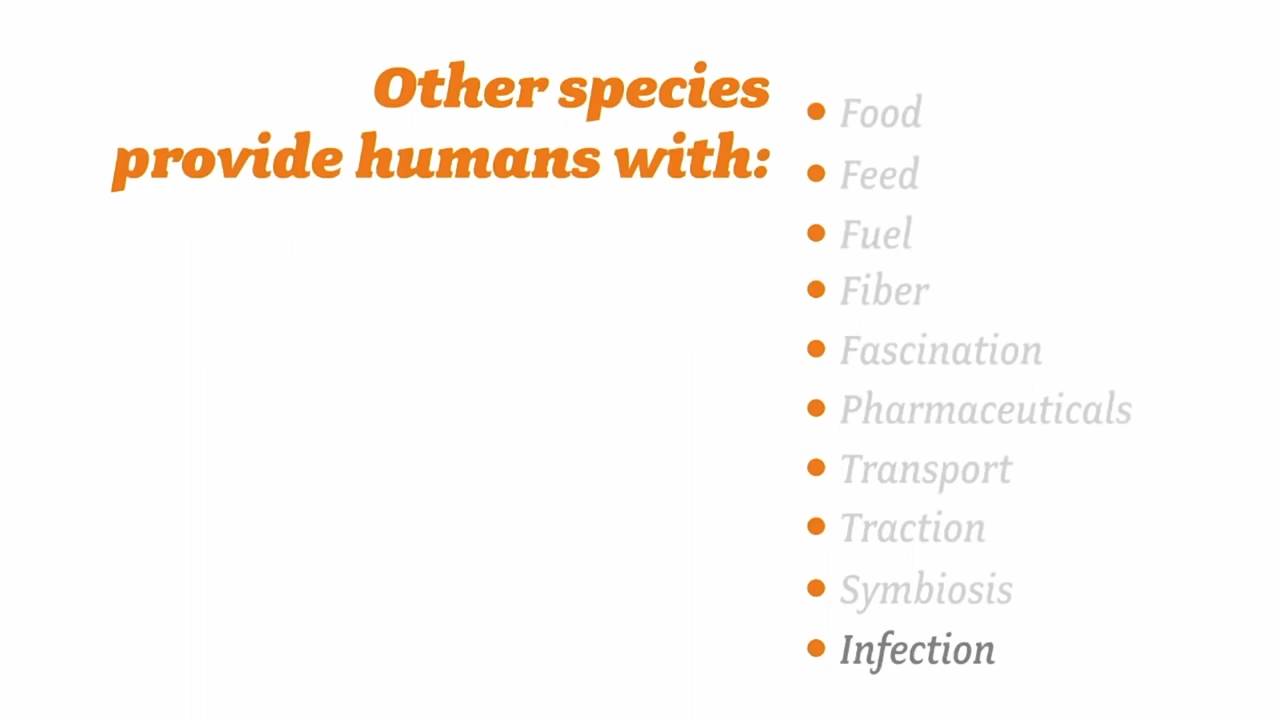 Other species
provide humans with:
• Food
• Feed
• Fuel
• Fiber
• Fascination
• Pharmaceuticals
• Transport
• Traction
• Symbiosis
• Infection